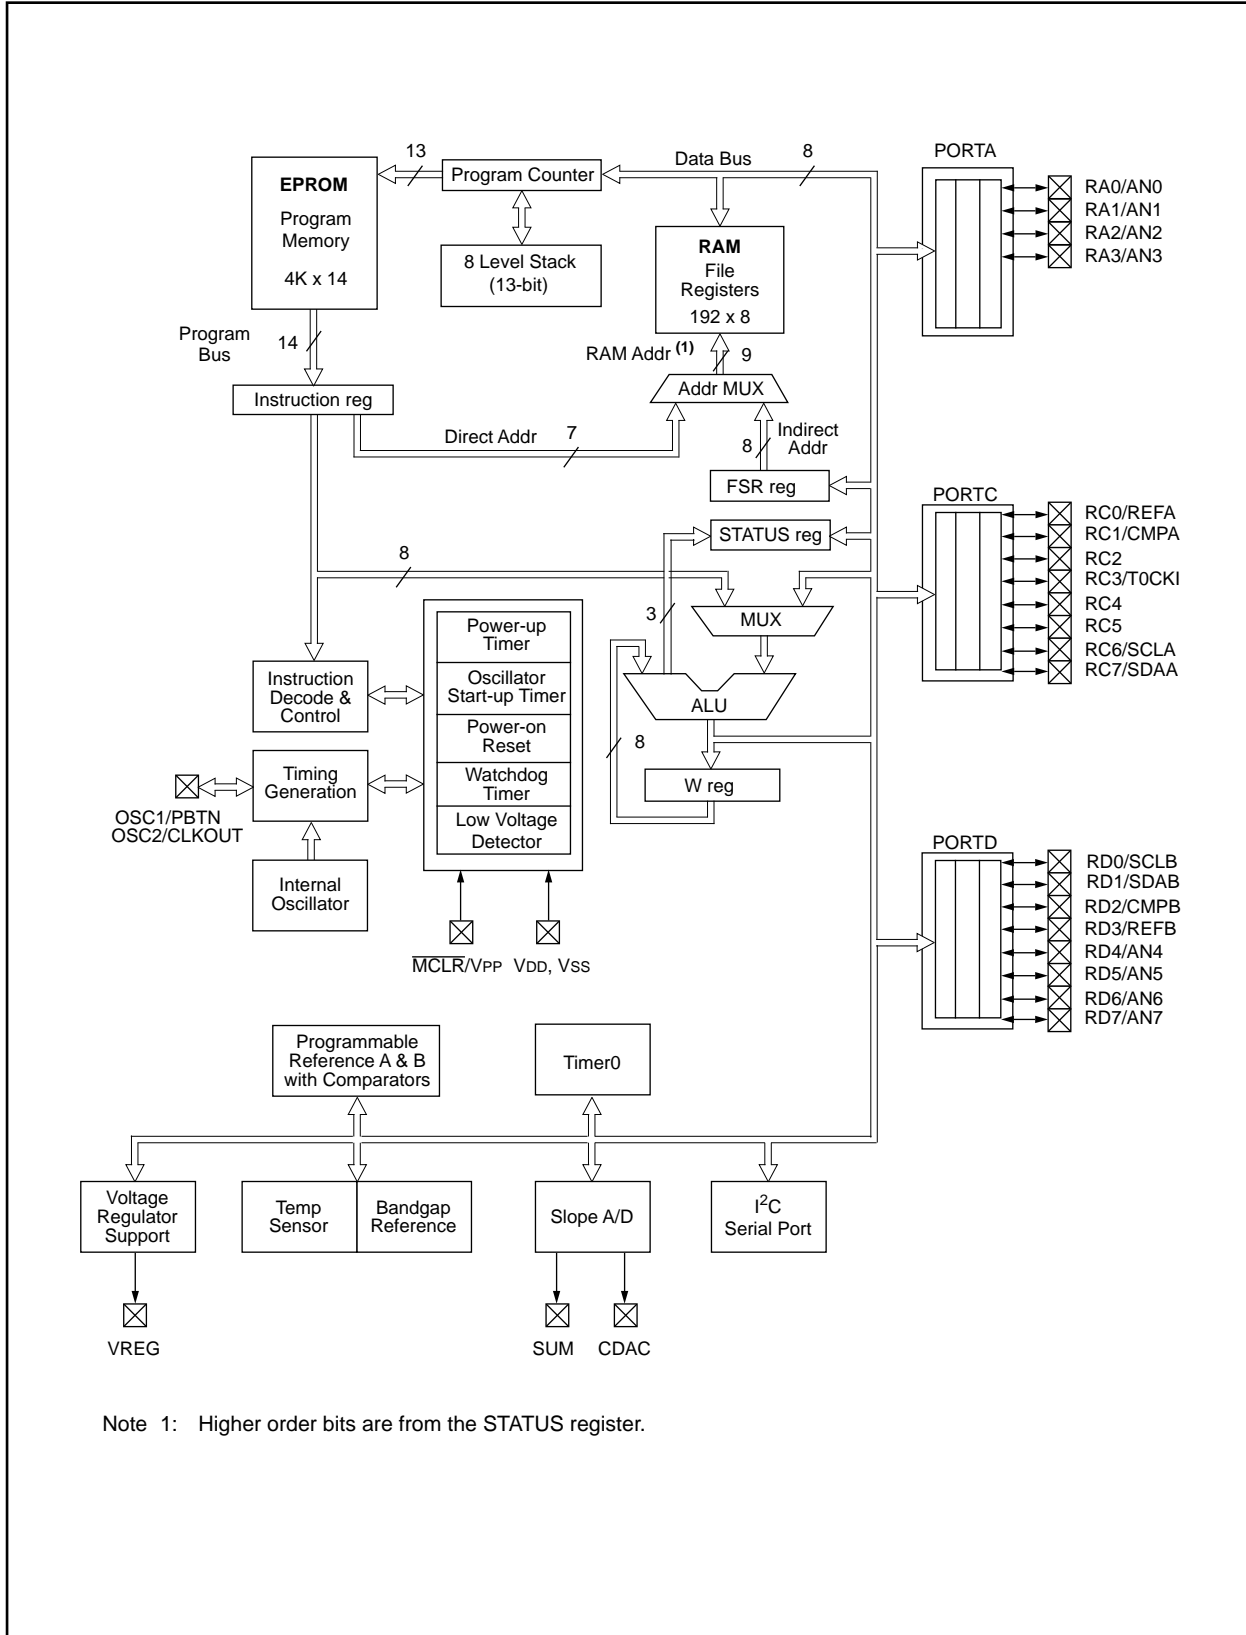 13
Data Bus
8
PORTA
EPROM
Program
Memory
4K x 14
Program Counter
8 Level Stack
(13-bit)
RAM
File
Registers
192 x 8
RA0/AN0
RA1/AN1
RA2/AN2
RA3/AN3
Program
Bus
14
RAM Addr (1)
9
Addr MUX
Instruction reg
Direct Addr
7
8
Indirect
Addr
FSR reg
STATUS reg
PORTC
RC0/REFA
RC1/CMPA
RC2
RC3/T0CKI
RC4
RC5
RC6/SCLA
RC7/SDAA
8
3
MUX
ALU
8
W reg
Power-up
Timer
Oscillator
Start-up Timer
Power-on
Reset
Watchdog
Timer
Low Voltage
Detector
Instruction
Decode &
Control
Timing
Generation
OSC1/PBTN
OSC2/CLKOUT
Internal
Oscillator
MCLR/VPP
VDD, VSS
PORTD
RD0/SCLB
RD1/SDAB
RD2/CMPB
RD3/REFB
RD4/AN4
RD5/AN5
RD6/AN6
RD7/AN7
Programmable
Reference A & B
with Comparators
Timer0
Voltage
Regulator
Support
Temp
Sensor
Bandgap
Reference
Slope A/D
I2C
Serial Port
VREG
SUM
CDAC
Note 1: Higher order bits are from the STATUS register.